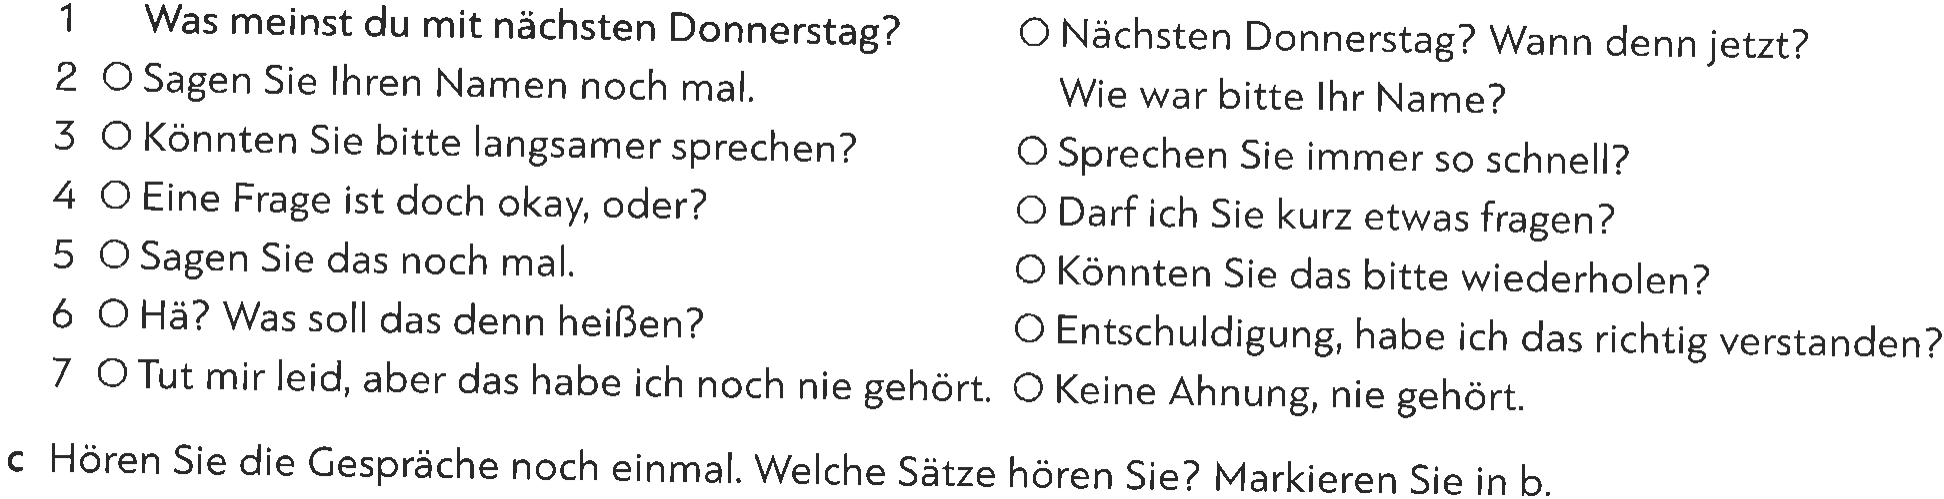 1 Was meinst du mit nächsten Donnerstag? O Nächsten Donnerstag? Wann denn jetzt?
2 O Sagen Sie Ihren Namen noch mal. Wie war bitte Ihr Name?
3 O Könnten Sie bitte langsamer sprechen? O Sprechen Sie immer so schnell?
4 O Eine Frage ist doch okay, oder? O Darf ich Sie kurz etwas fragen?
5 O Sagen Sie das noch mal. O Könnten Sie das bitte wiederholen?
6 O Hä? Was soll das denn heißen? O Entschuldigung, habe ich das richtig verstanden?
7 O Tut mir leid, aber das habe ich noch nie gehört. O Keine Ahnung, nie gehört.
c Hören Sie die Gespräche noch einmal. Welche Sätze hören Sie? Markieren Sie in b.